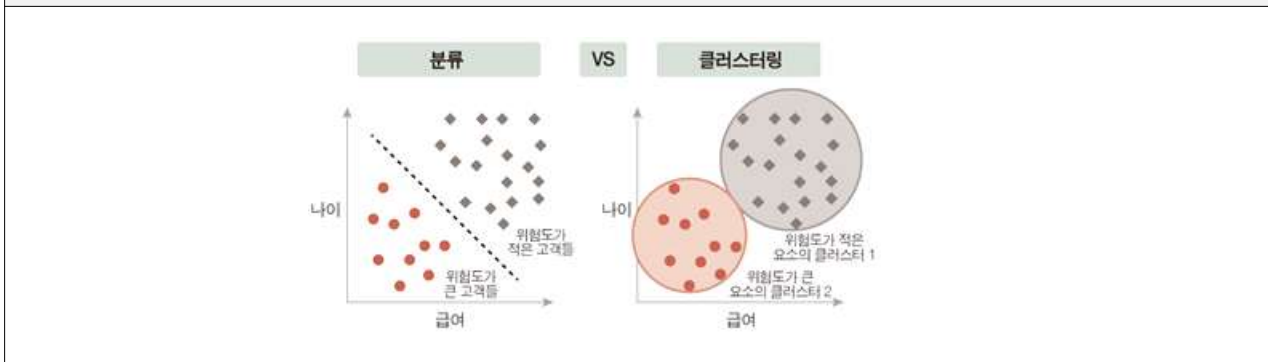 분류
VS
클러스터링
나이
위험도가
적은 고객들
위험도가
큰 고객들
급여
나이
위험도가 적은
요소의 클러스터 1
위험도가 큰
요소의 클러스터 2
급여